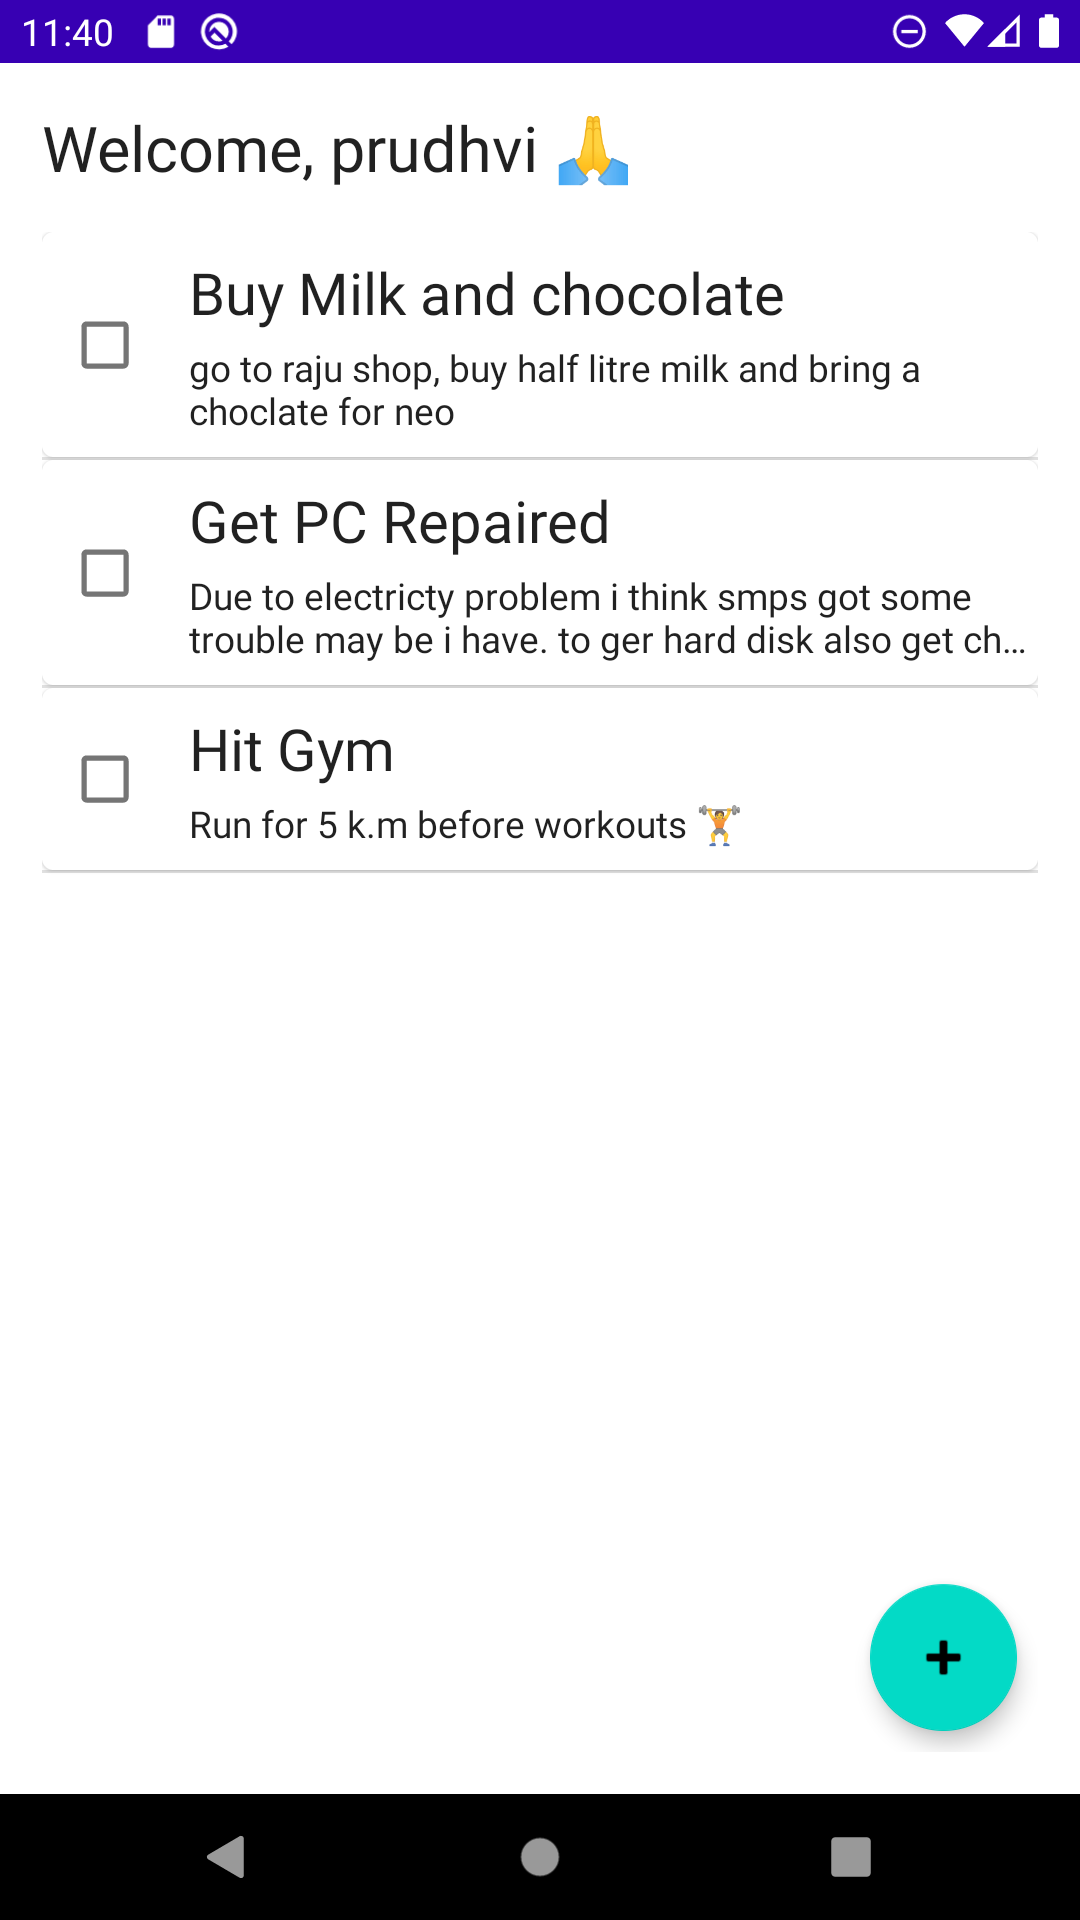 11:40
Welcome, prudhvi 🙏
Buy Milk and chocolate
go to raju shop, buy half litre milk and bring a
choclate for neo
Get PC Repaired
Due to electricty problem i think smps got some
trouble may be i have. to ger hard disk also get ch...
Hit Gym
Run for 5 k.m before workouts 🏋️